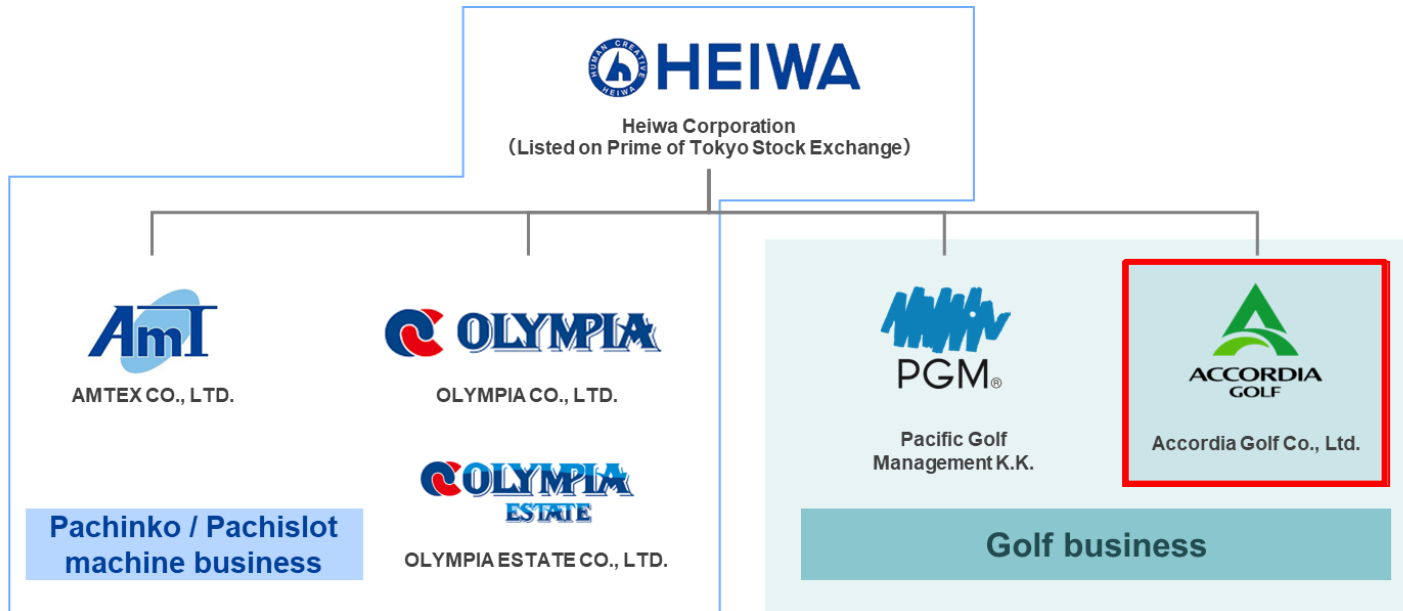 HUMAN CREATIVE
HEIWA
HEIWA
Heiwa Corporation
（Listed on Prime of Tokyo Stock Exchange）
AmT
AMTEX CO., LTD.
OLYMPIA
OLYMPIA CO., LTD.
OLYMPIA
ESTATE
OLYMPIA ESTATE CO., LTD.
Pachinko / Pachislot
machine business
PGM®
Pacific Golf
Management K.K.
ACCORDIA
GOLF
Accordia Golf Co., Ltd.
Golf business